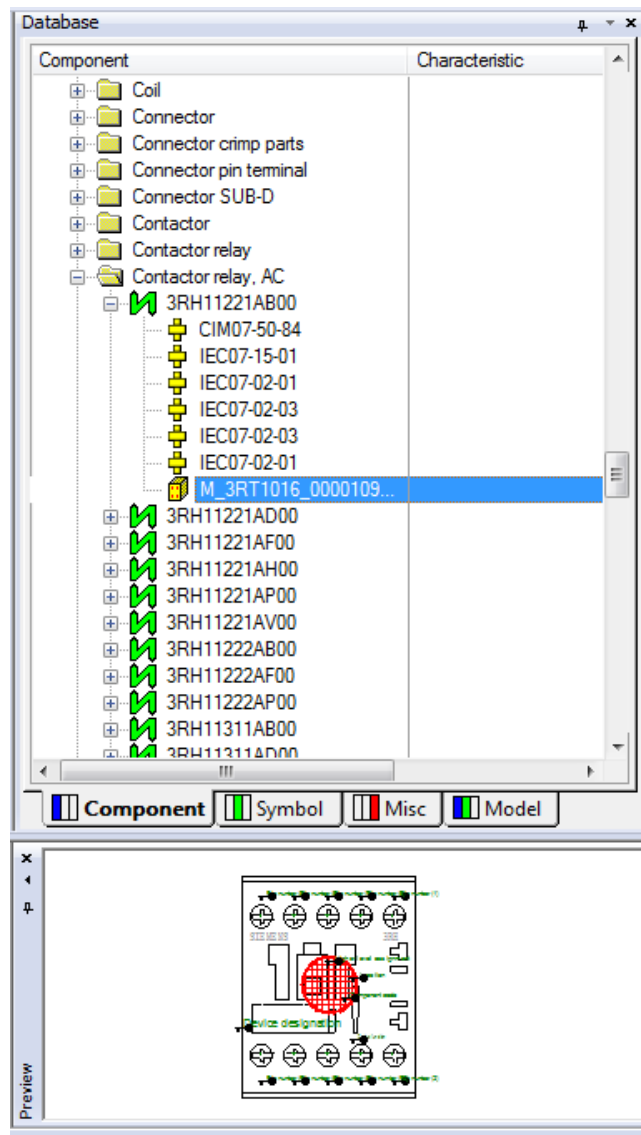 Database
Component Characteristic
Coil
Connector
Connector crimp parts
Connector pin terminal
Connector SUB-D
Contactor
Contactor relay
Contactor relay, AC
3RH11221AB00
CIM07-50-84
IEC07-15-01
IEC07-02-01
IEC07-02-03
IEC07-02-03
IEC07-02-01
M_3RT1016_0000109...
3RH11221AD00
3RH11221AF00
3RH11221AH00
3RH11221AP00
3RH11221AV00
3RH11222AB00
3RH11222AF00
3RH11222AP00
3RH11311AB00
3RH11311AD00
Component Symbol Misc Model
Preview
SIEMENS
Device designation